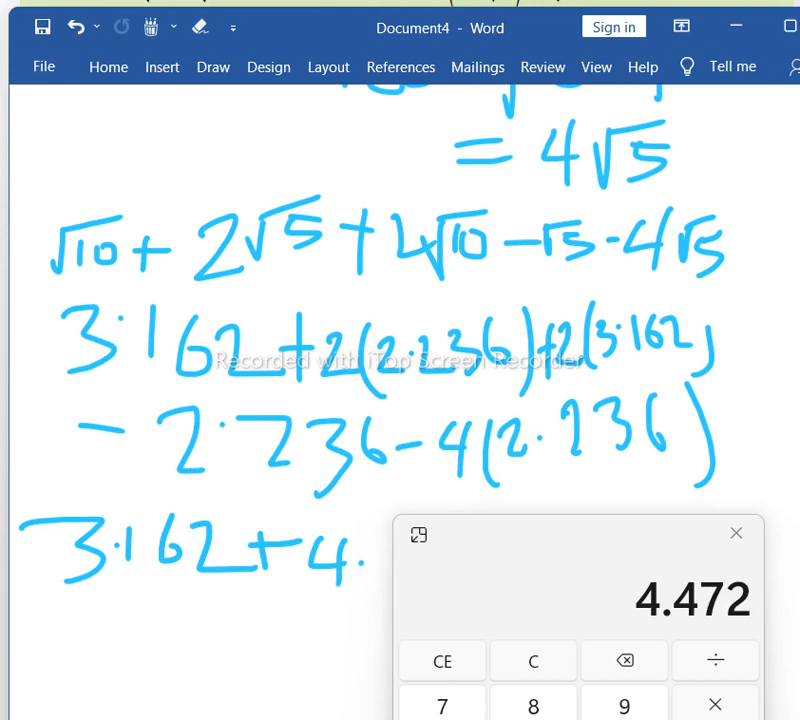 Document4 - Word
Sign in
File Home Insert Draw Design Layout References Mailings Review View Help Tell me
= 4√5
√10 + 2√5 + 2√10 - √5 - 4√5
3.162 + 2(2.236) + 2(3.162)
Recorded with iTop Screen Recorder
- 2.236 - 4(2.236)
3.162 + 4.
4.472
CE C ÷
7 8 9 ×